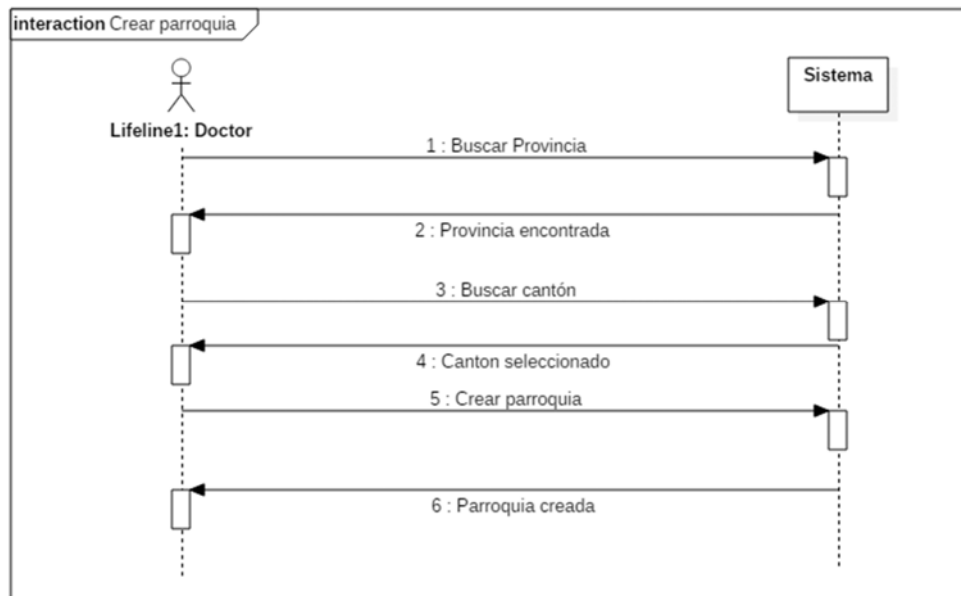 interaction Crear parroquia
Sistema
Lifeline1: Doctor
1 : Buscar Provincia
2 : Provincia encontrada
3 : Buscar cantón
4 : Canton seleccionado
5 : Crear parroquia
6 : Parroquia creada